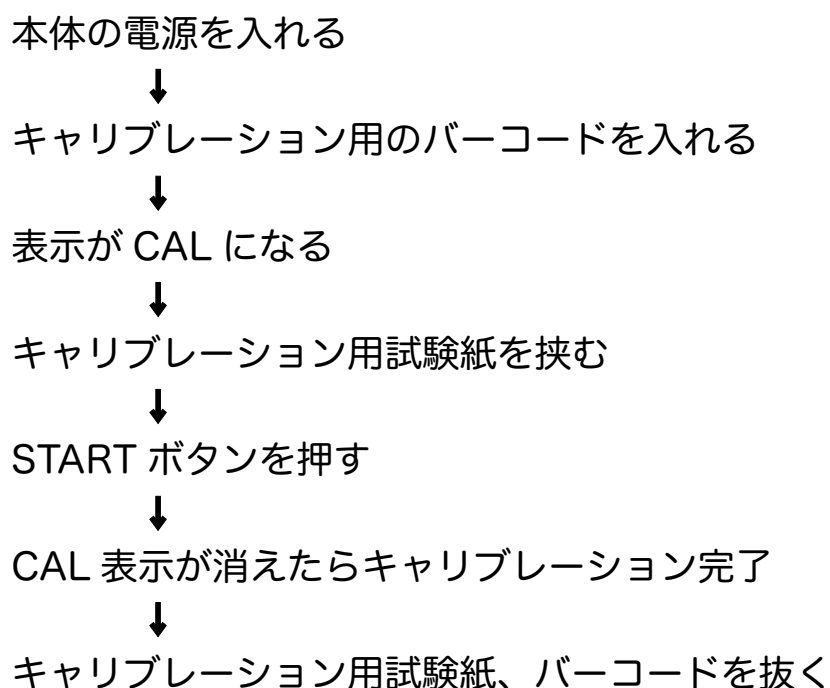 本体の電源を入れる
↓
キャリブレーション用のバーコードを入れる
↓
表示が CAL になる
↓
キャリブレーション用試験紙を挟む
↓
START ボタンを押す
↓
CAL 表示が消えたらキャリブレーション完了
↓
キャリブレーション用試験紙、バーコードを抜く